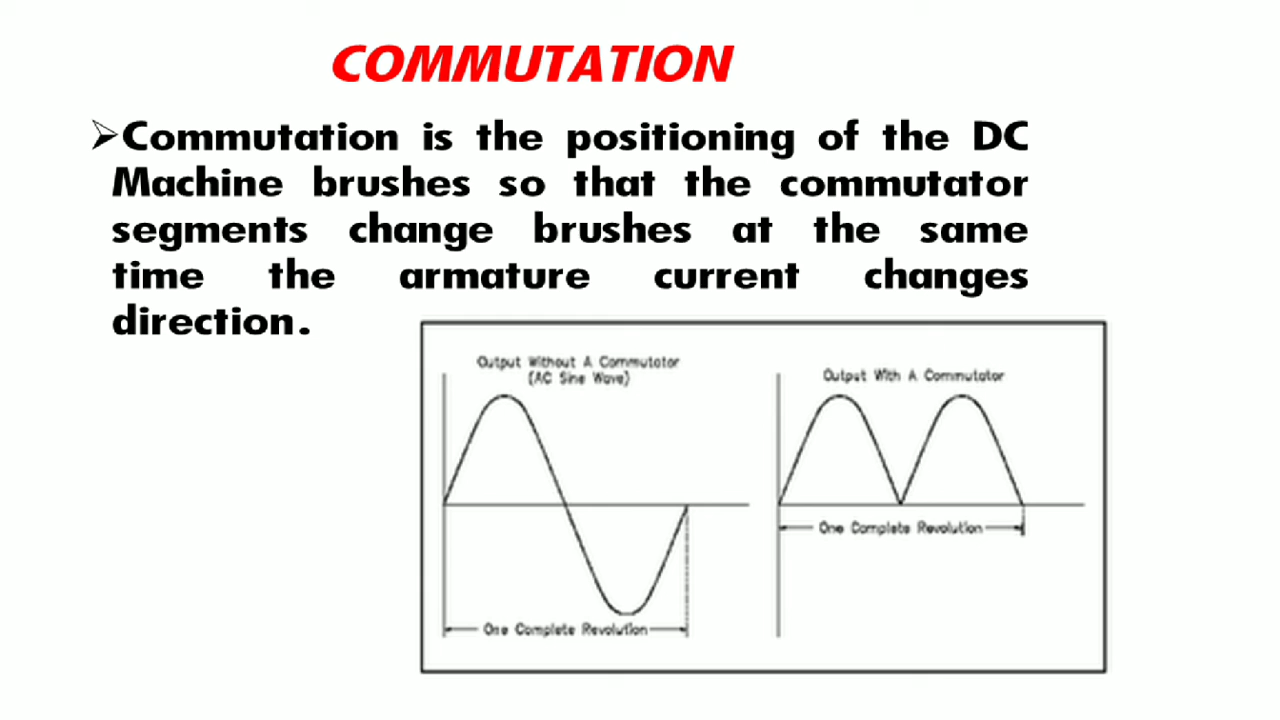 COMMUTATION
➢Commutation is the positioning of the DC
Machine brushes so that the commutator
segments change brushes at the same
time the armature current changes
direction.
Output Without A Commutator
(AC Sine Wave)
Output With A Commutator
One Complete Revolution
One Complete Revolution